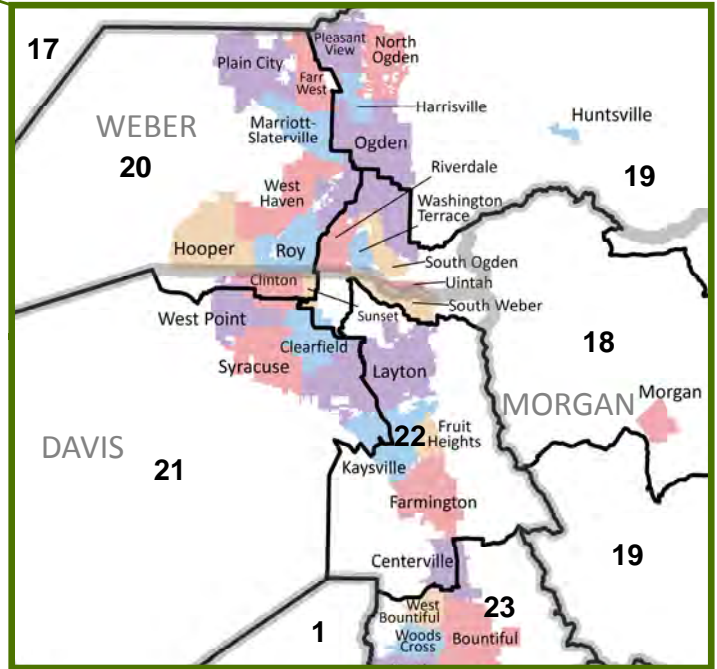 17
Pleasant
View
North
Ogden
Plain City
Farr
West
Harrisville
Huntsville
WEBER
Marriott-
Slaterville
Ogden
20
Riverdale
19
West
Haven
Washington
Terrace
Hooper
Roy
South Ogden
Clinton
Uintah
South Weber
West Point
Sunset
Clearfield
18
Syracuse
Layton
MORGAN
Morgan
DAVIS
22
Fruit
Heights
21
Kaysville
Farmington
Centerville
19
West
Bountiful
23
1
Woods
Cross
Bountiful